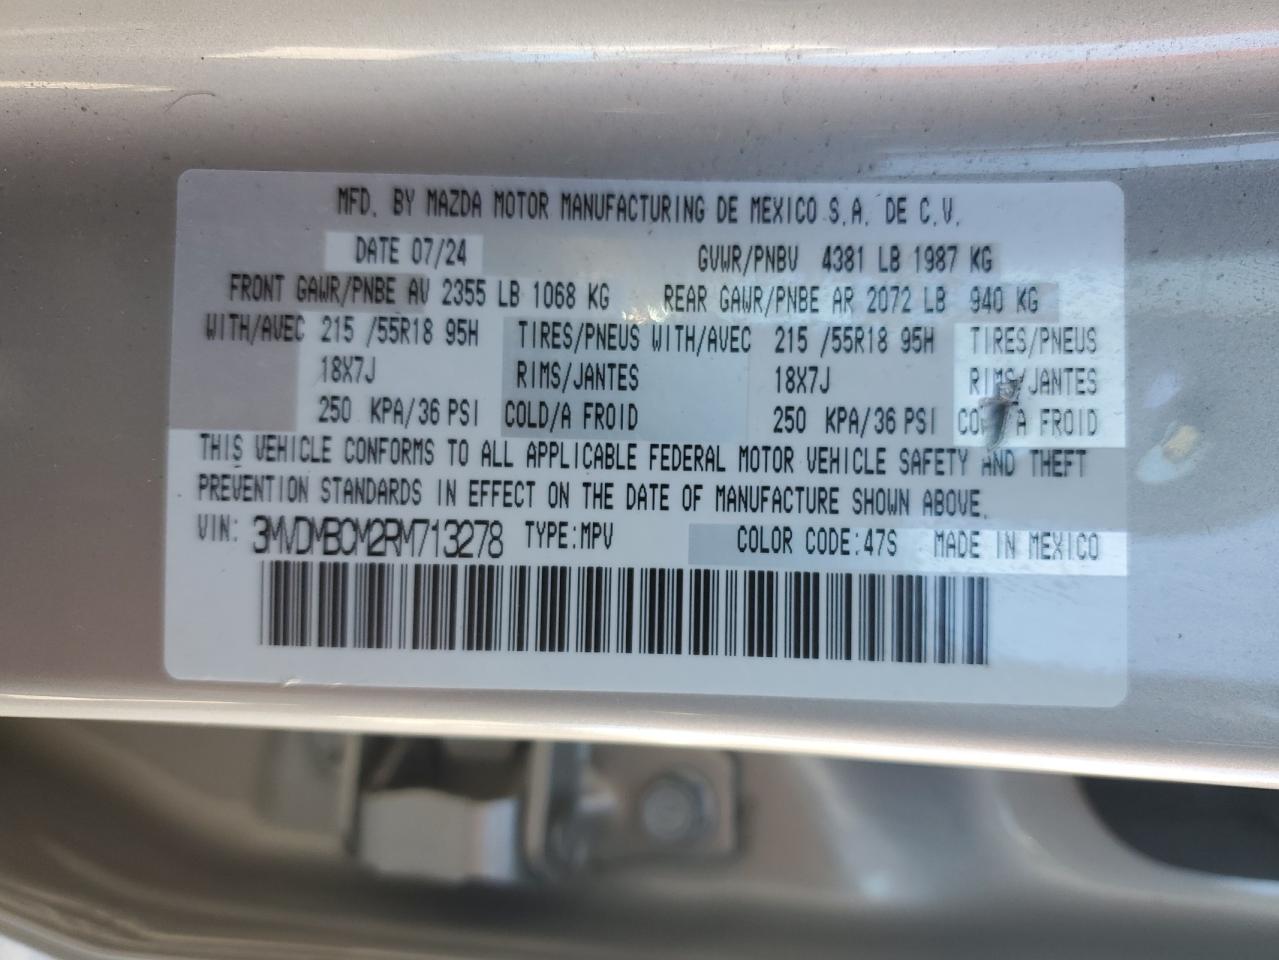 MFD. BY MAZDA MOTOR MANUFACTURING DE MEXICO S.A. DE C.V.
DATE 07/24 GVWR/PNBV 4381 LB 1987 KG
FRONT GAWR/PNBE AV 2355 LB 1068 KG REAR GAWR/PNBE AR 2072 LB 940 KG
WITH/AVEC 215 /55R18 95H TIRES/PNEUS WITH/AVEC 215 /55R18 95H TIRES/PNEUS
18X7J RIMS/JANTES 18X7J RIMS/JANTES
250 KPA/36 PSI COLD/A FROID 250 KPA/36 PSI COLD/A FROID
THIS VEHICLE CONFORMS TO ALL APPLICABLE FEDERAL MOTOR VEHICLE SAFETY AND THEFT
PREVENTION STANDARDS IN EFFECT ON THE DATE OF MANUFACTURE SHOWN ABOVE.
VIN: 3MVDMBCM2RM713278 TYPE:MPV COLOR CODE:47S MADE IN MEXICO